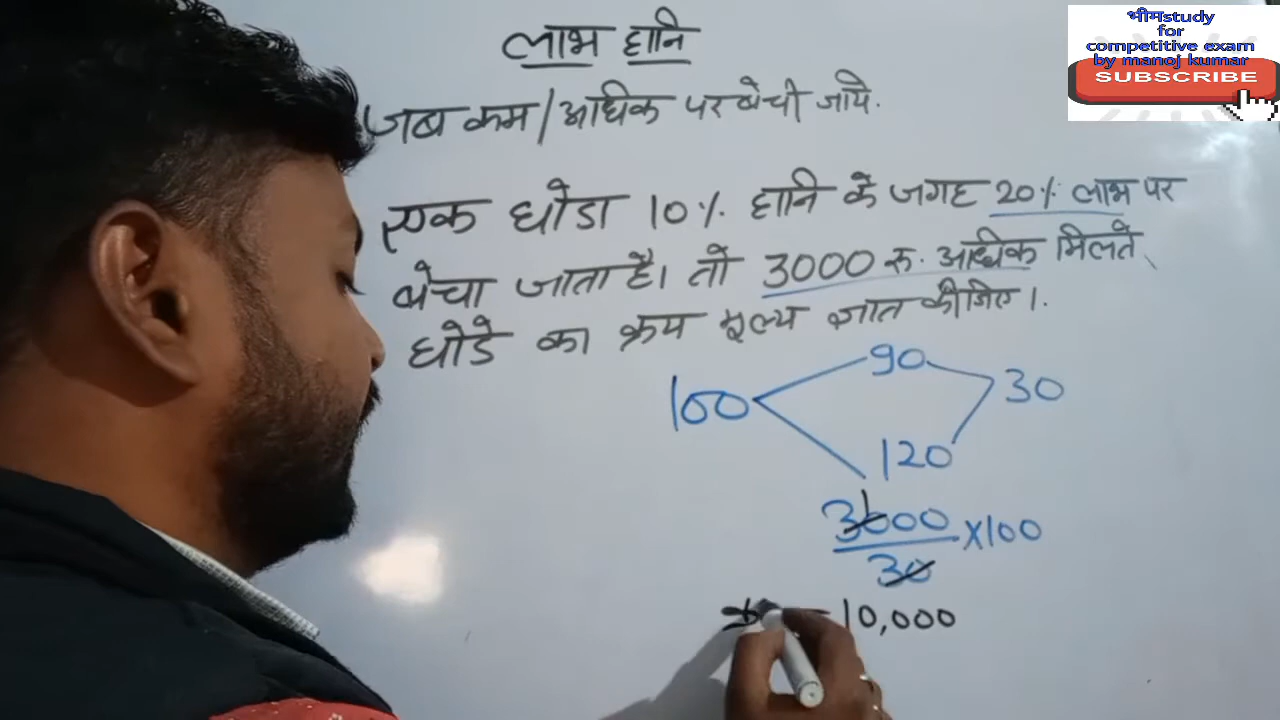 भीमstudy
for
competitive exam
by manoj kumar
SUBSCRIBE
लाभ हानि
जब कम/अधिक पर बेची जाये.
एक घोडा 10% हानि के जगह 20% लाभ पर
बेचा जाता है। तो 3000 रु. अधिक मिलते
घोडे का क्रय मूल्य ज्ञात कीजिए।.
90
100
30
120
1
3000
×100
30
10,000